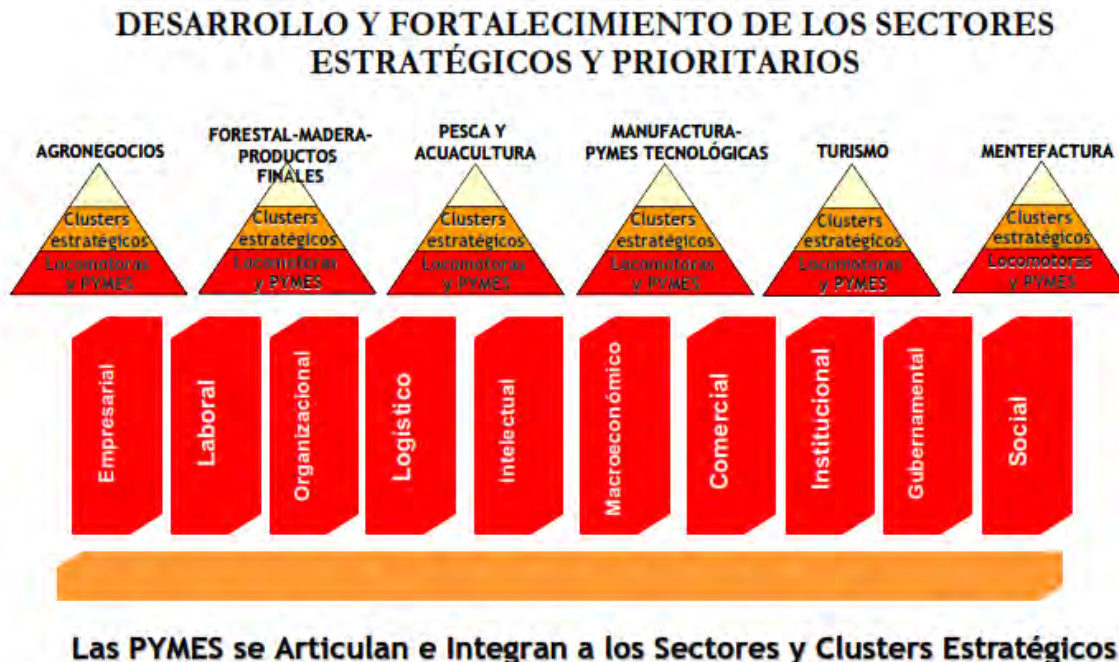 DESARROLLO Y FORTALECIMIENTO DE LOS SECTORES
ESTRATÉGICOS Y PRIORITARIOS
AGRONEGOCIOS
FORESTAL-MADERA-
PRODUCTOS
FINALES
PESCA Y
ACUACULTURA
MANUFACTURA-
PYMES TECNOLÓGICAS
TURISMO
MENTEFACTURA
Clusters
estratégicos
Locomotoras
y PYMES
Clusters
estratégicos
Locomotoras
y PYMES
Clusters
estratégicos
Locomotoras
y PYMES
Clusters
estratégicos
Locomotoras
y PYMES
Clusters
estratégicos
Locomotoras
y PYMES
Clusters
estratégicos
Locomotoras
y PYMES
Empresarial
Laboral
Organizacional
Logístico
Intelectual
Macroeconómico
Comercial
Institucional
Gubernamental
Social
Las PYMES se Articulan e Integran a los Sectores y Clusters Estratégicos